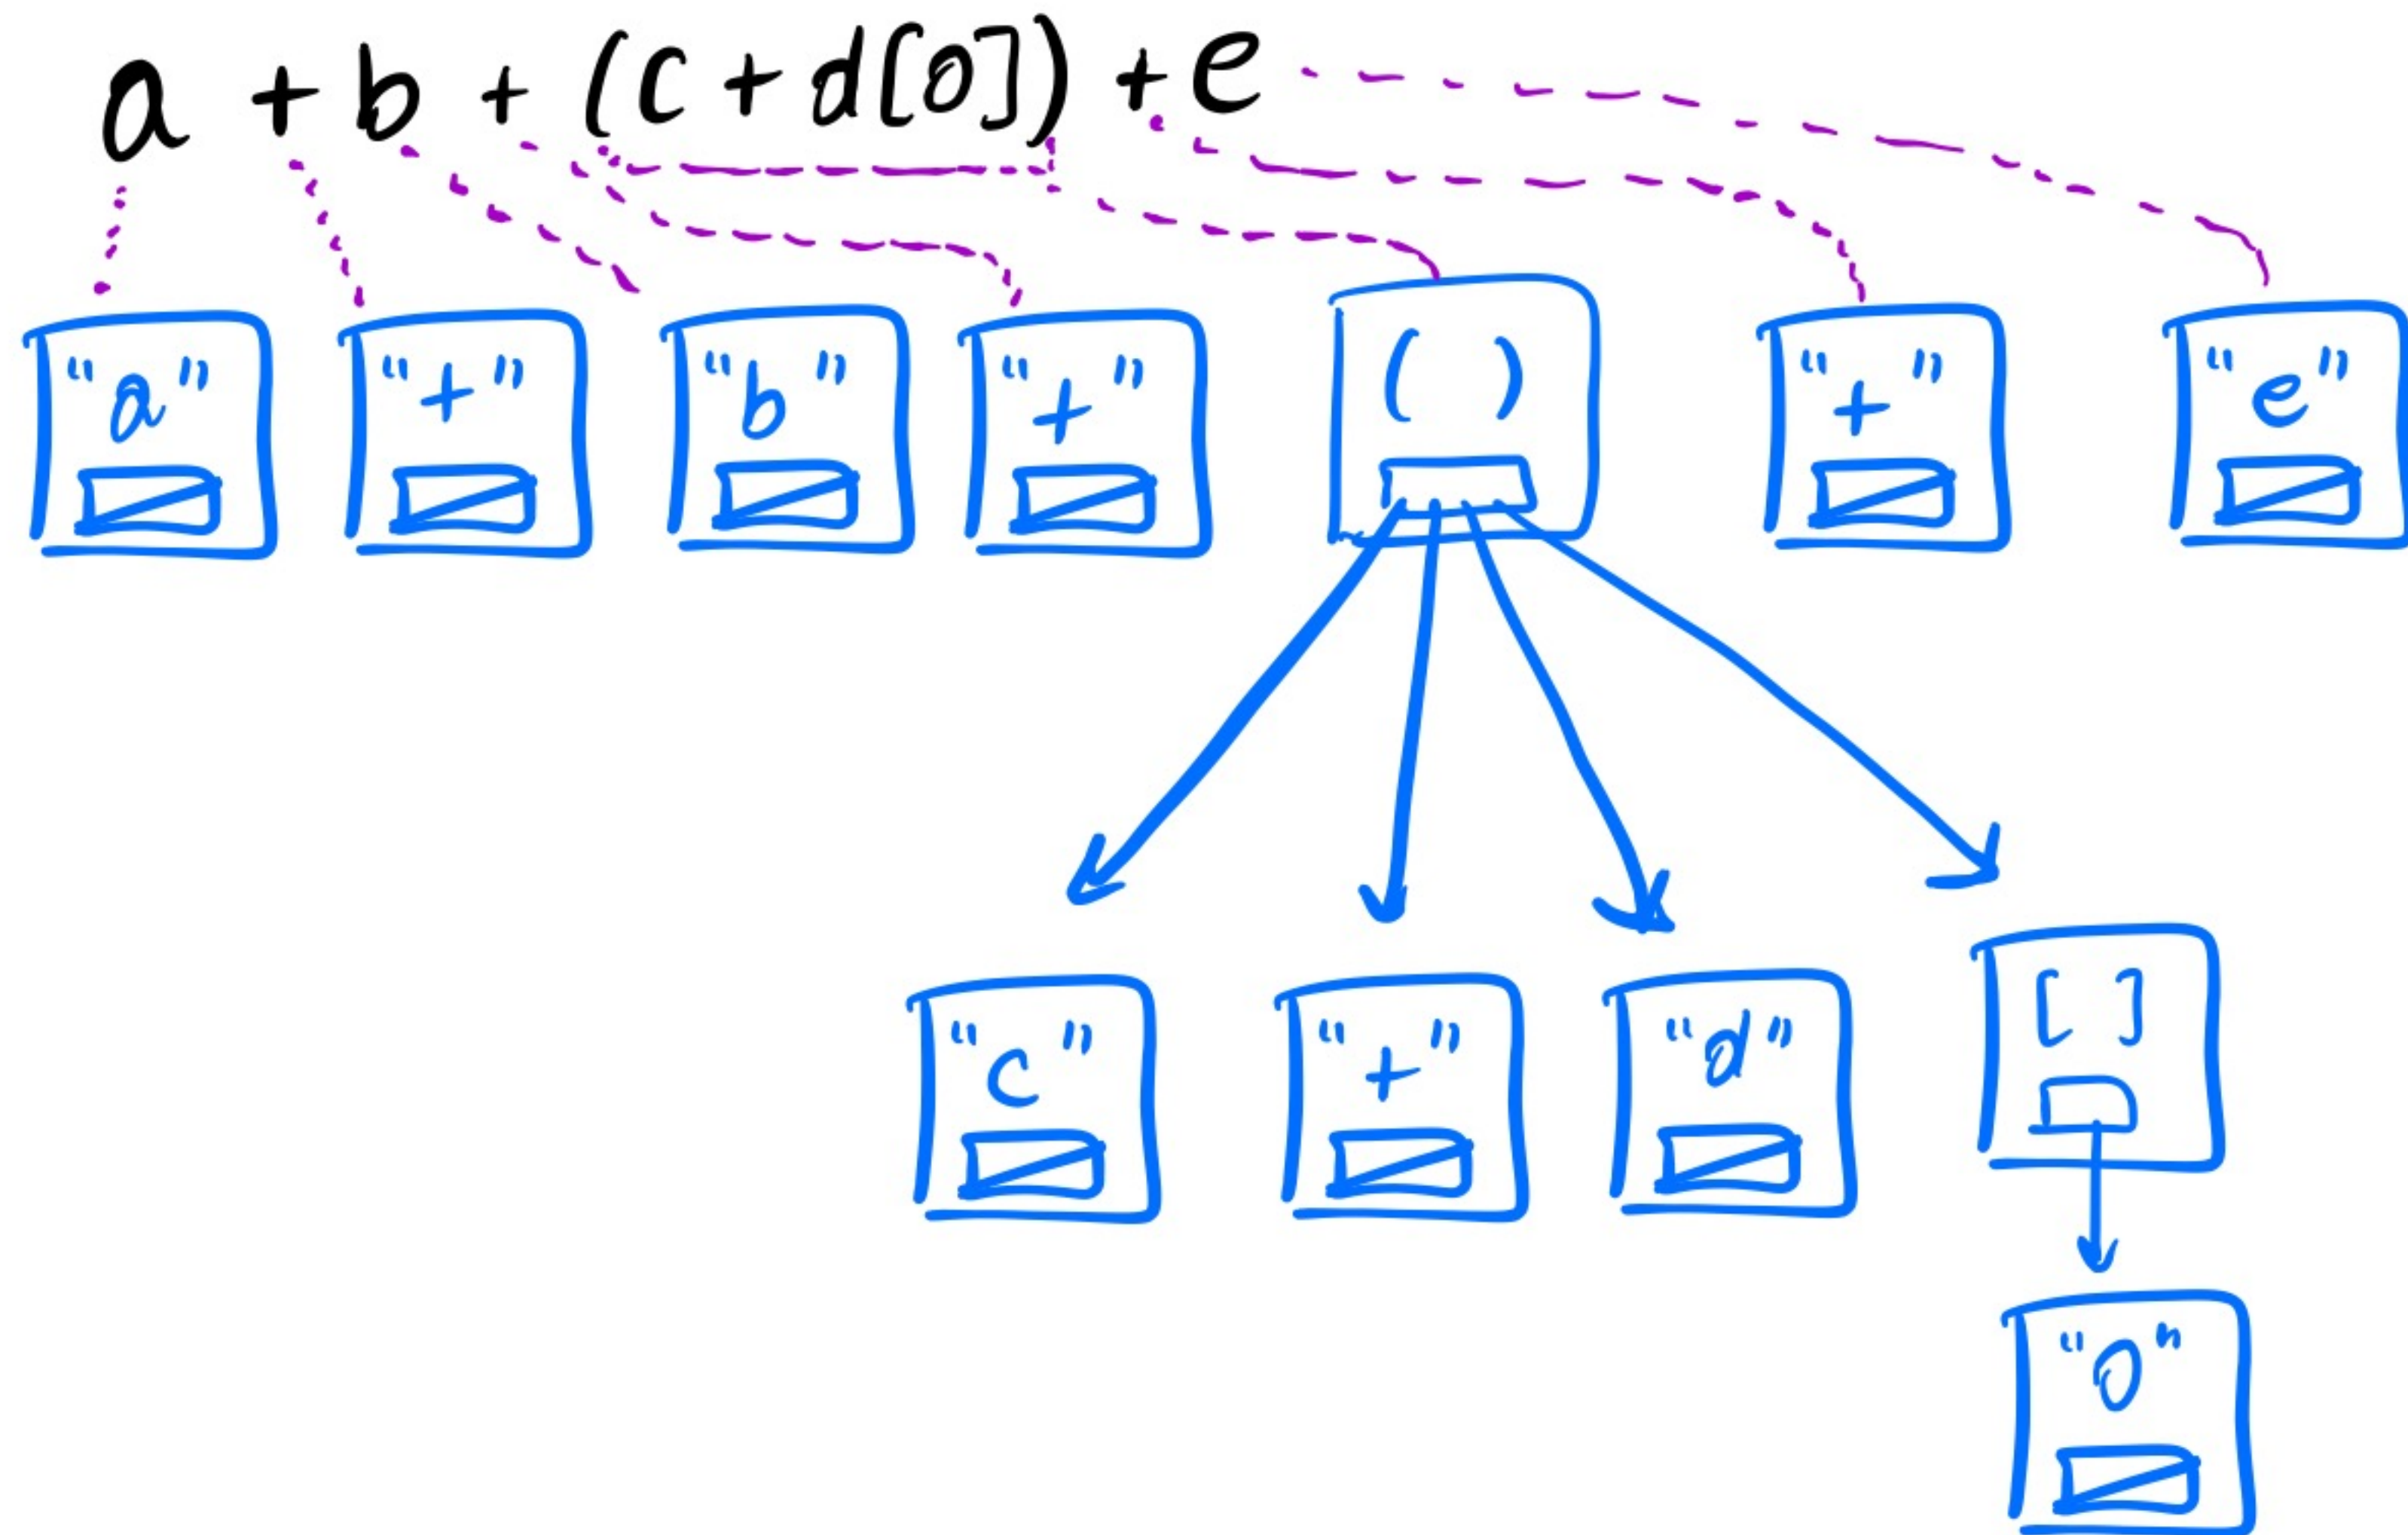 a + b + (c + d[0]) + e
“a” “+” “b” “+” ( ) “+” “e”
“c” “+” “d” [ ]
“0”